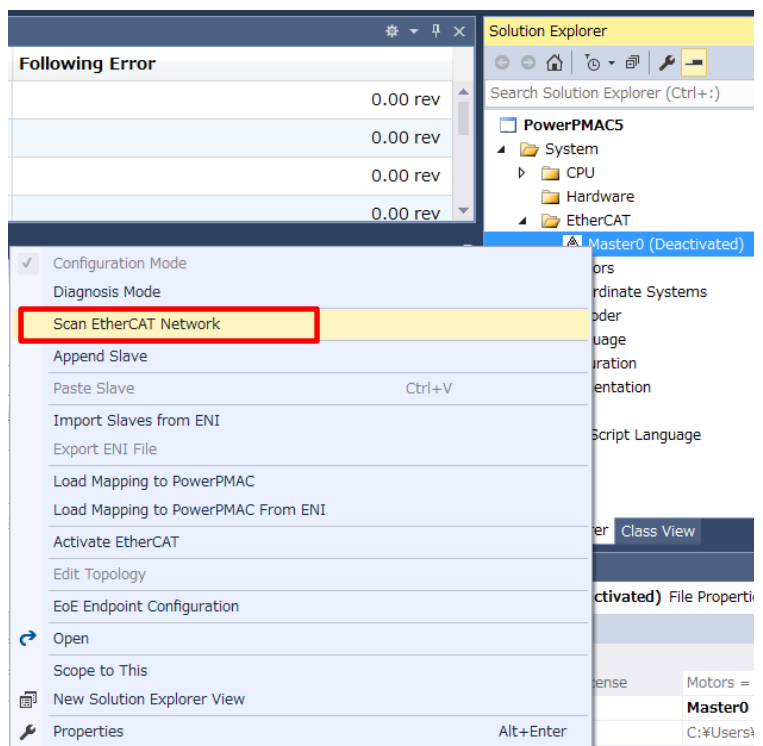 Following Error
0.00 rev
0.00 rev
0.00 rev
0.00 rev
Solution Explorer
Search Solution Explorer (Ctrl+:)
PowerPMAC5
System
CPU
Hardware
EtherCAT
Master0 (Deactivated)
ors
rdinate Systems
oder
uage
uration
entation
Script Language
er Class View
ctivated) File Properti
ense Motors =
Master0
C:¥Users¥
Configuration Mode
Diagnosis Mode
Scan EtherCAT Network
Append Slave
Paste Slave Ctrl+V
Import Slaves from ENI
Export ENI File
Load Mapping to PowerPMAC
Load Mapping to PowerPMAC From ENI
Activate EtherCAT
Edit Topology
EoE Endpoint Configuration
Open
Scope to This
New Solution Explorer View
Properties Alt+Enter